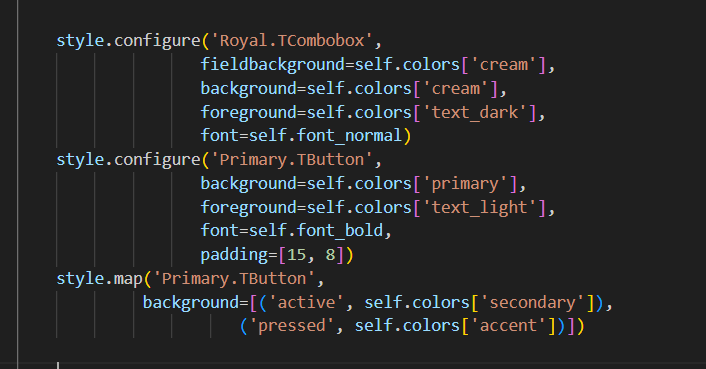 style.configure('Royal.TCombobox',
fieldbackground=self.colors['cream'],
background=self.colors['cream'],
foreground=self.colors['text_dark'],
font=self.font_normal)
style.configure('Primary.TButton',
background=self.colors['primary'],
foreground=self.colors['text_light'],
font=self.font_bold,
padding=[15, 8])
style.map('Primary.TButton',
background=[('active', self.colors['secondary']),
('pressed', self.colors['accent'])])